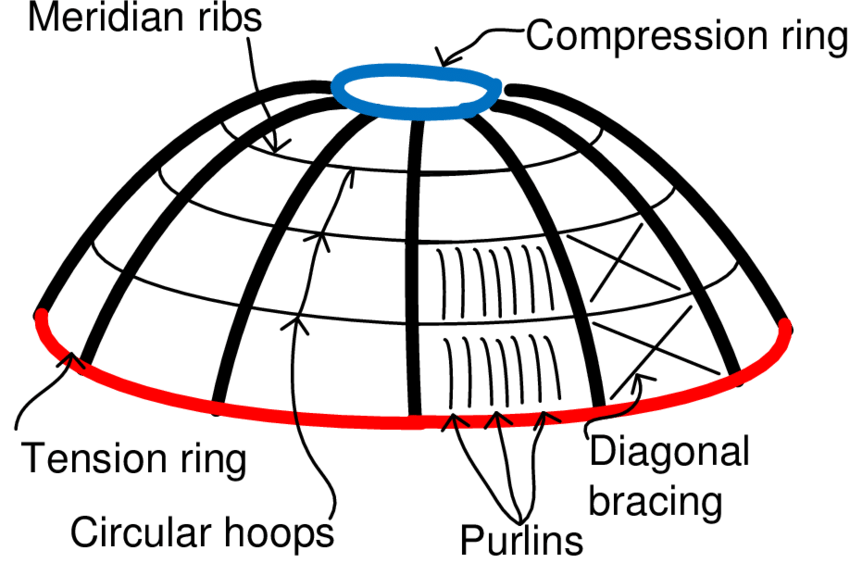 Meridian ribs
Compression ring
Tension ring
Circular hoops
Purlins
Diagonal
bracing